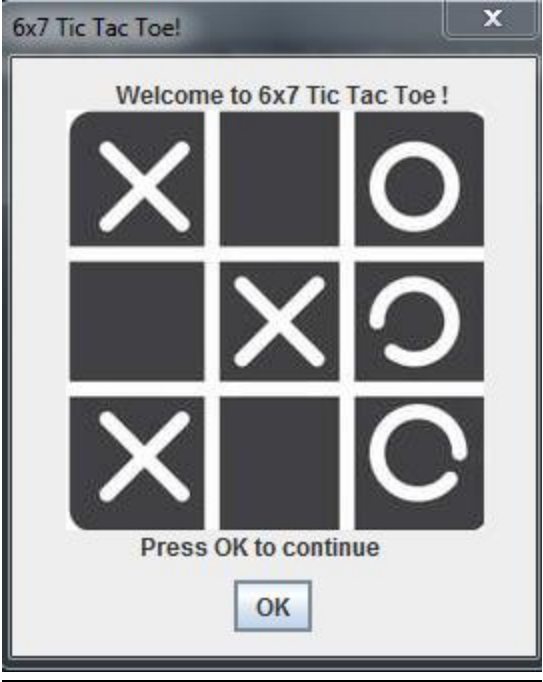 6x7 Tic Tac Toe!
X
Welcome to 6x7 Tic Tac Toe !
Press OK to continue
OK